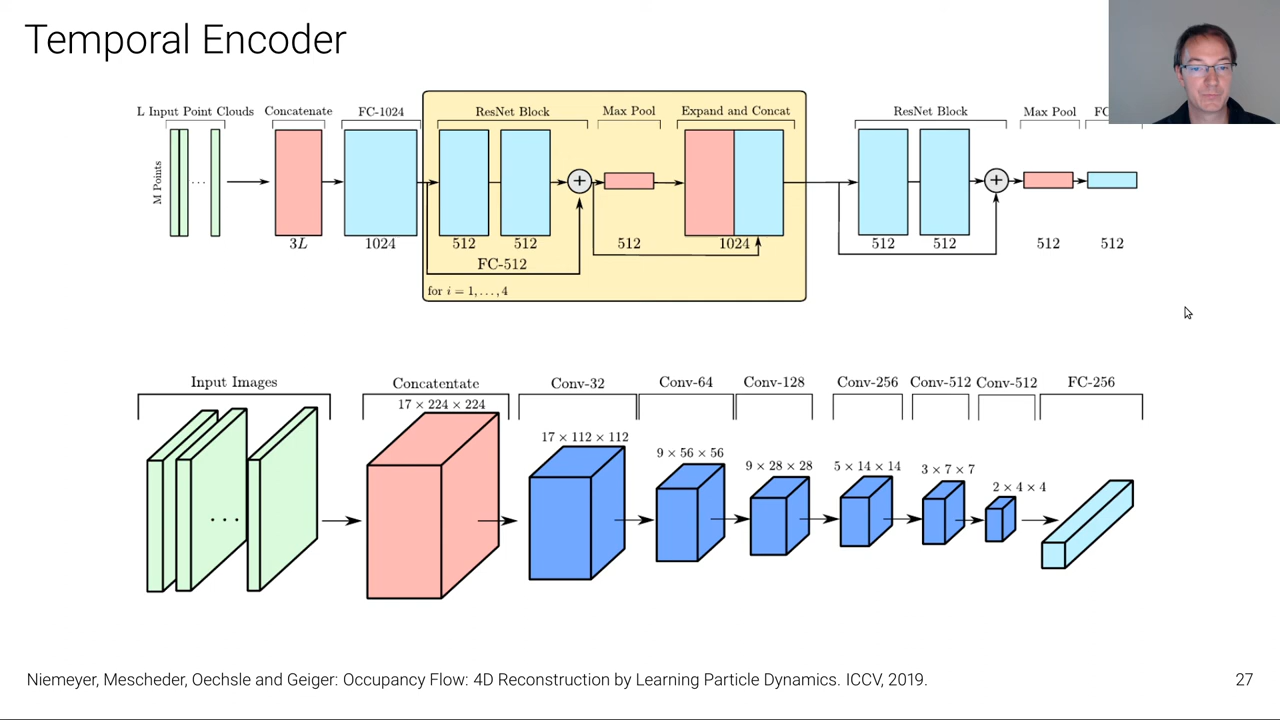 Temporal Encoder
L Input Point Clouds Concatenate FC-1024 ResNet Block Max Pool Expand and Concat ResNet Block Max Pool FC
M Points
...
+
+
3L 1024 512 512 512 1024 512 512 512 512
FC-512
for i = 1, . . . , 4
Input Images Concatentate Conv-32 Conv-64 Conv-128 Conv-256 Conv-512 Conv-512 FC-256
17 × 224 × 224
17 × 112 × 112
9 × 56 × 56
9 × 28 × 28
5 × 14 × 14
3 × 7 × 7
2 × 4 × 4
...
Niemeyer, Mescheder, Oechsle and Geiger: Occupancy Flow: 4D Reconstruction by Learning Particle Dynamics. ICCV, 2019.
27